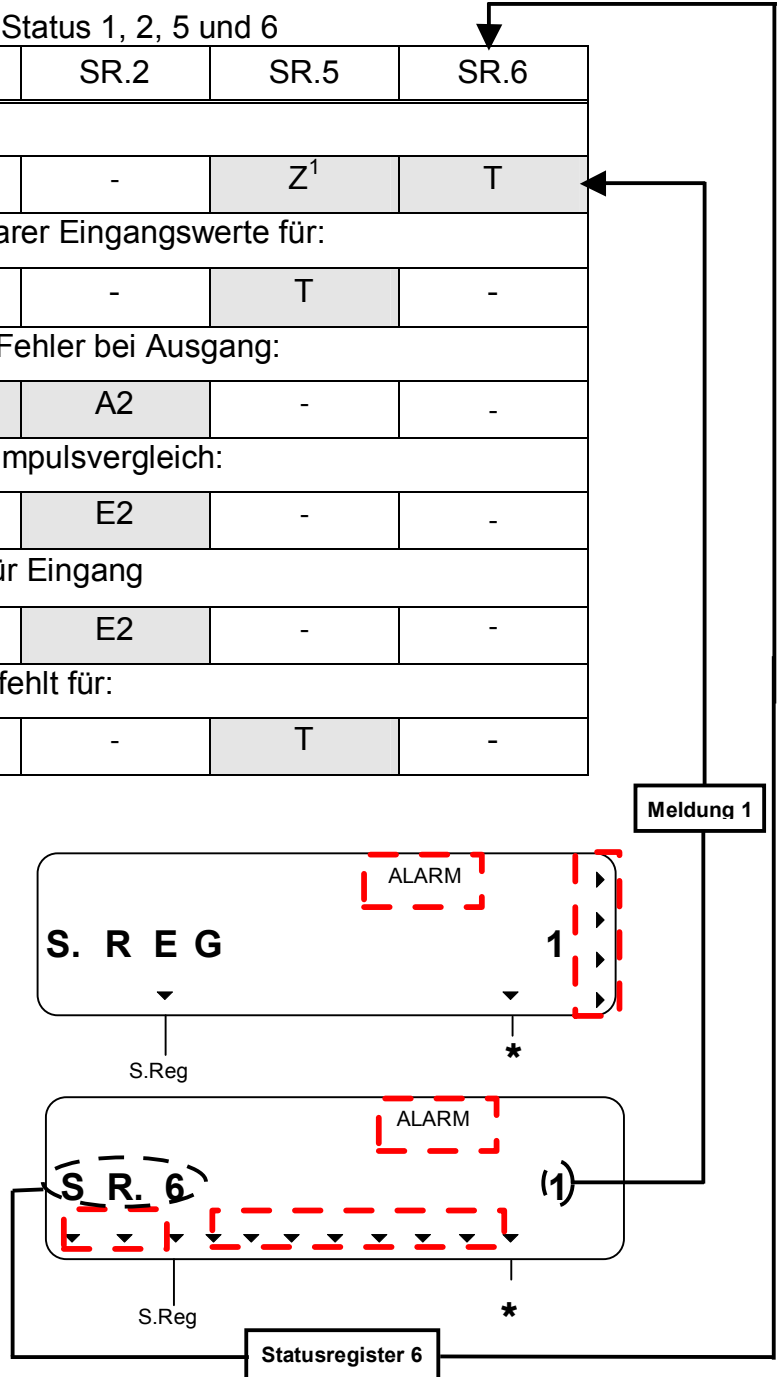 Status 1, 2, 5 und 6
SR.2 SR.5 SR.6
- Z¹ T
arer Eingangswerte für:
- T -
Fehler bei Ausgang:
A2 - -
mpulsvergleich:
E2 - -
ür Eingang
E2 - -
fehlt für:
- T -
Meldung 1
ALARM
S. R E G 1
S.Reg *
ALARM
S R. 6 (1)
S.Reg *
Statusregister 6